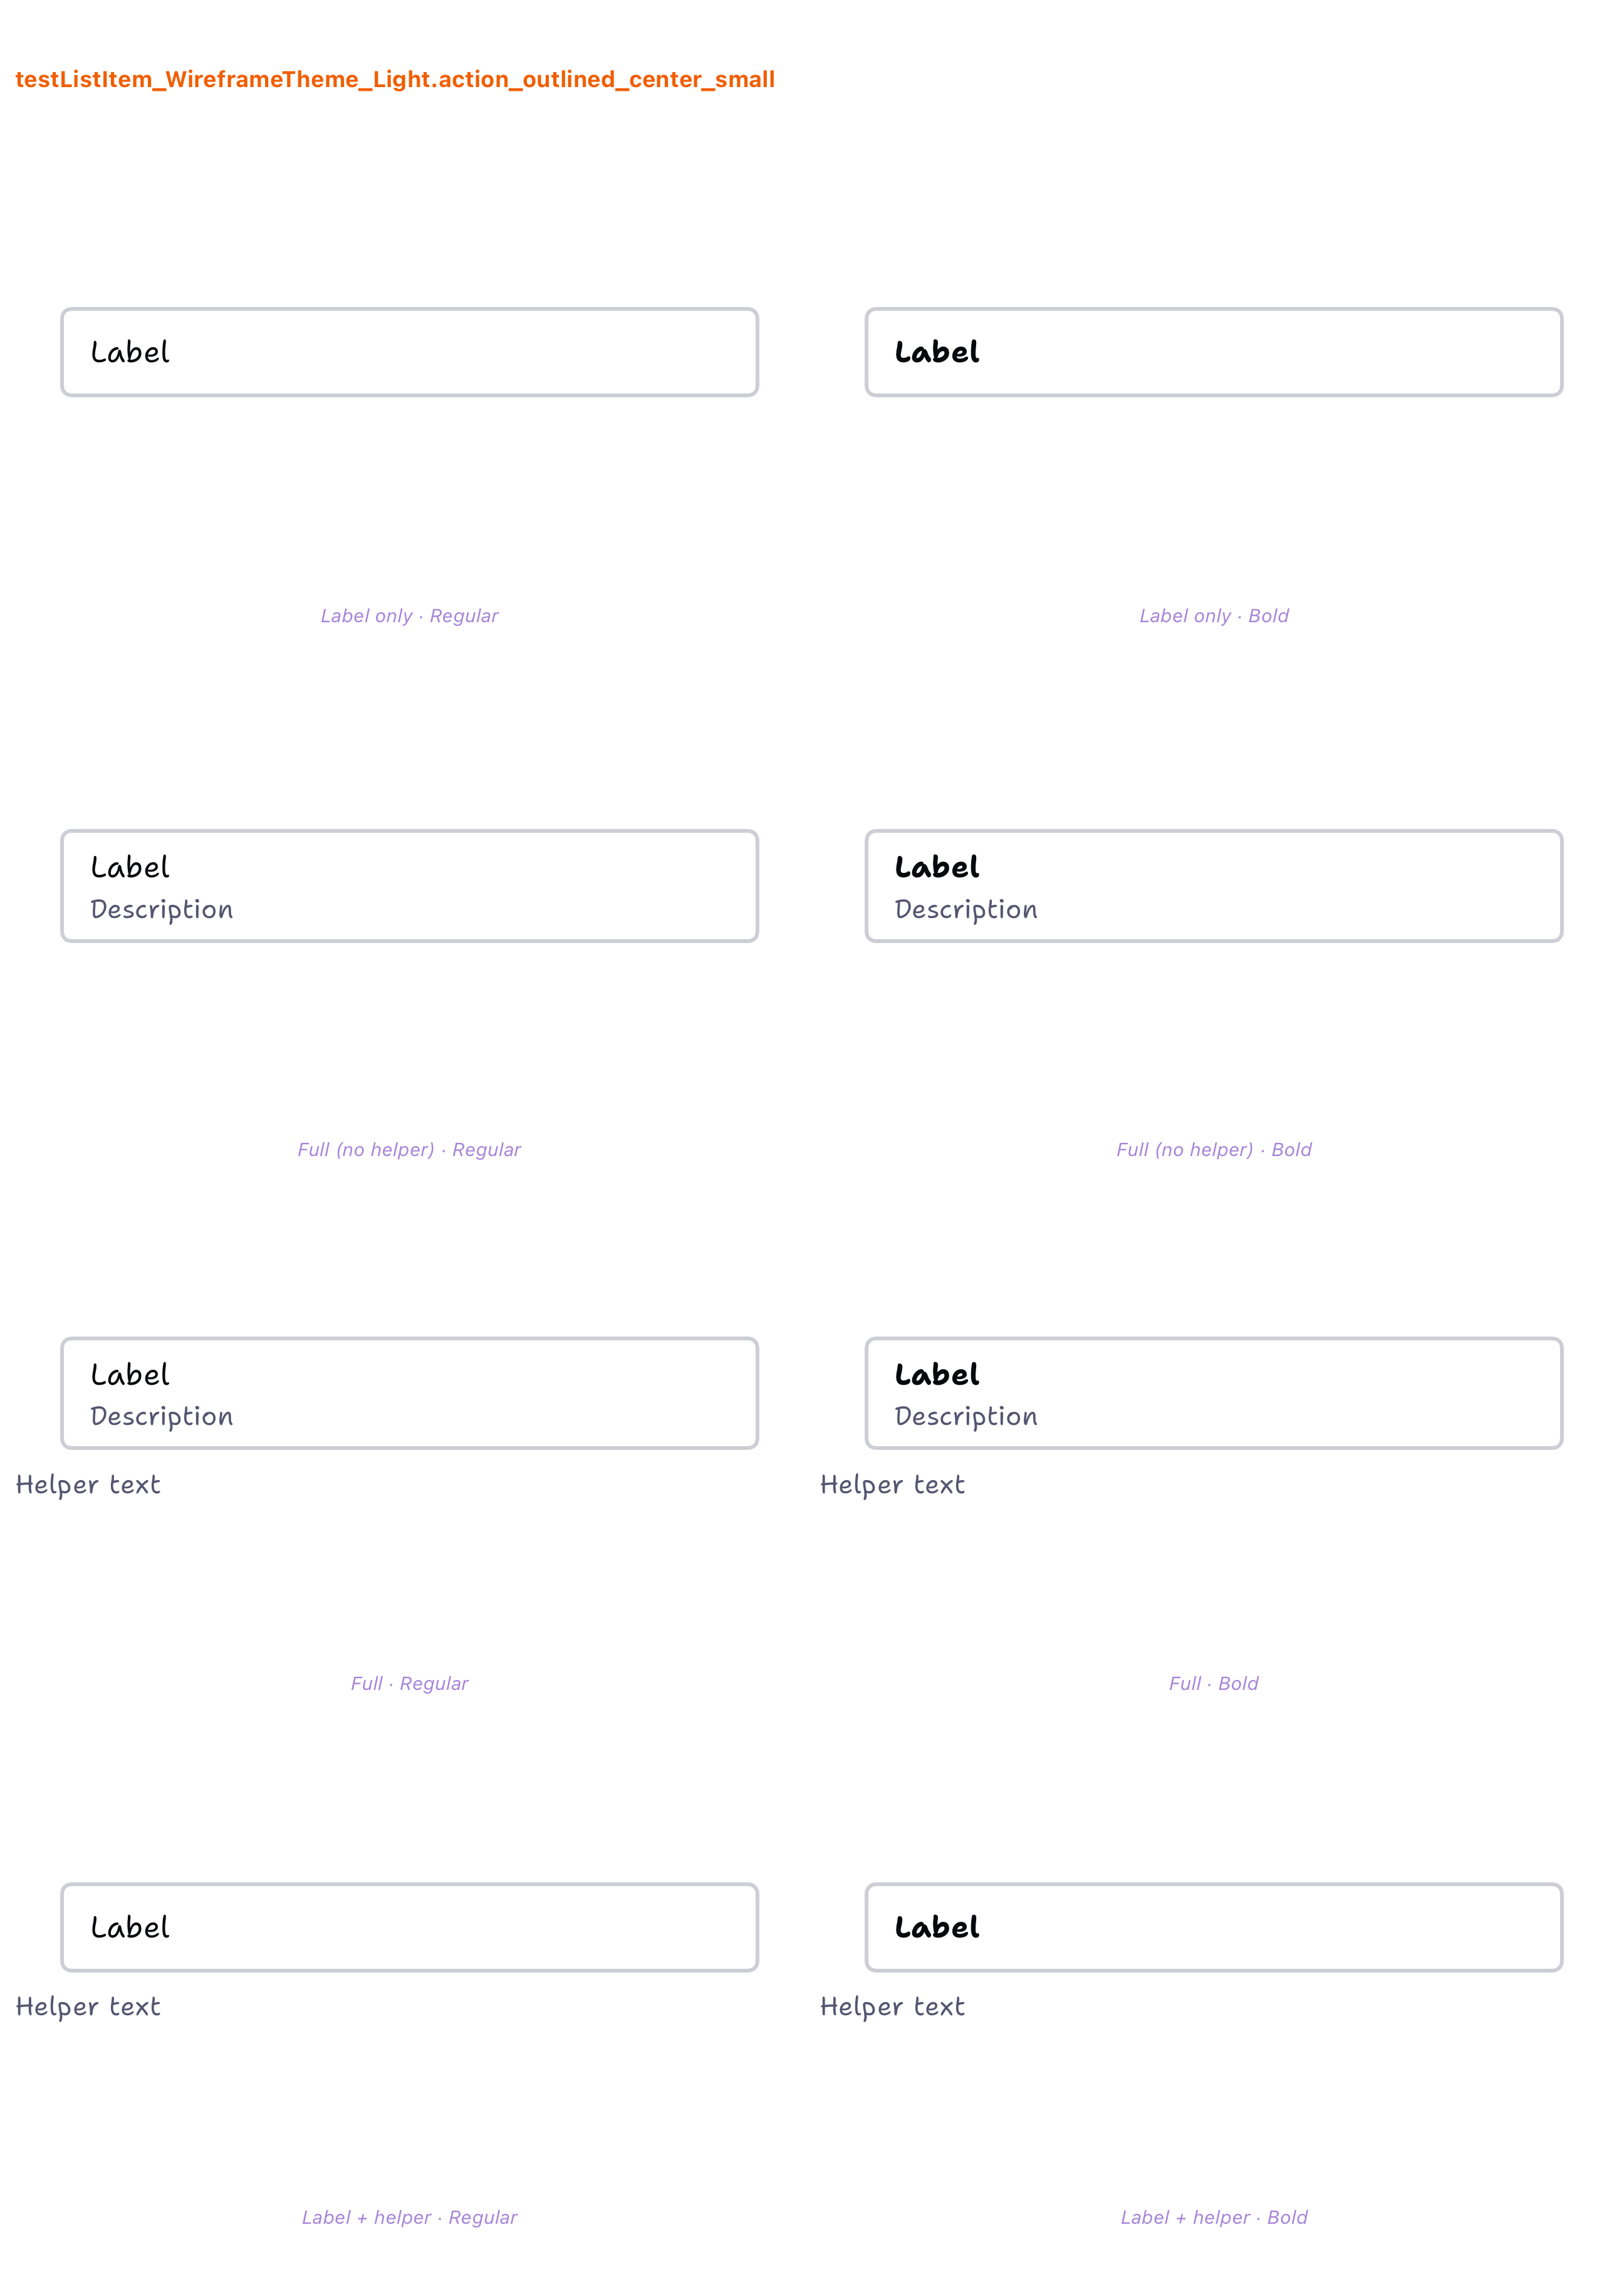 testListItem_WireframeTheme_Light.action_outlined_center_small
Label
Label
Label only · Regular
Label only · Bold
Label
Description
Label
Description
Full (no helper) · Regular
Full (no helper) · Bold
Label
Description
Helper text
Label
Description
Helper text
Full · Regular
Full · Bold
Label
Helper text
Label
Helper text
Label + helper · Regular
Label + helper · Bold